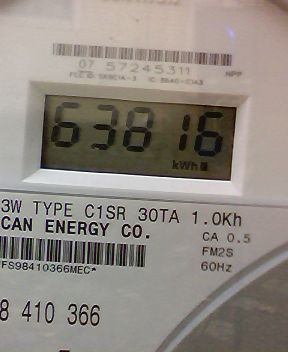 07 57245311
NPP
63816
kWh
3W TYPE C1SR 30TA 1.0Kh
CAN ENERGY CO.
CA 0.5
FM2S
60Hz
*FS98410366MEC*
8 410 366